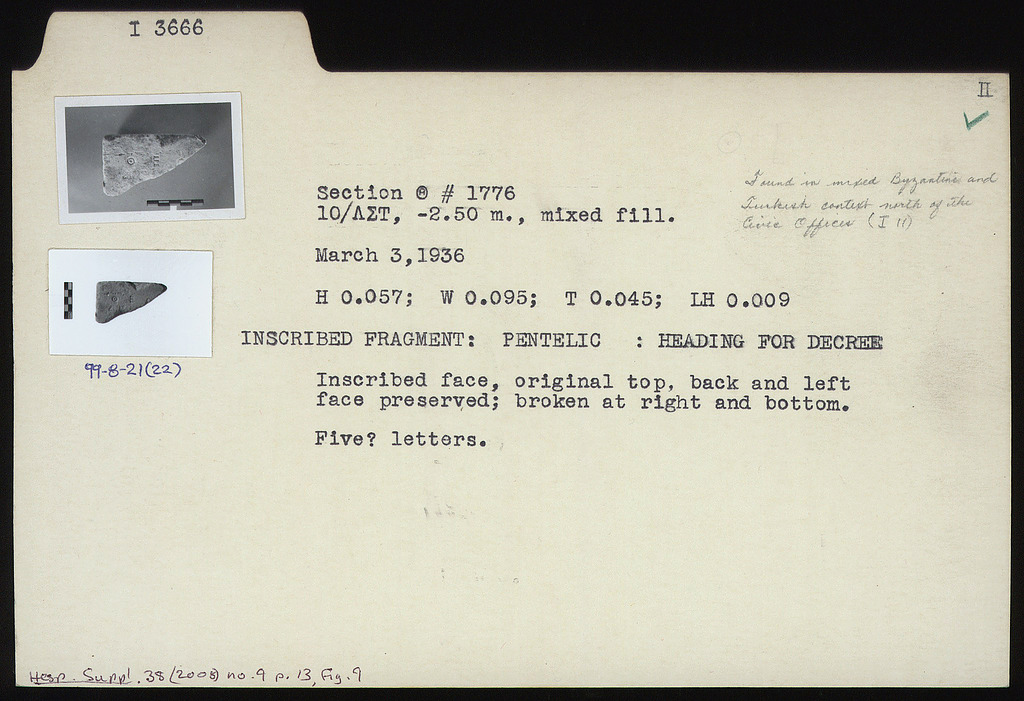 I 3666
II
Section Θ # 1776
10/ΛΣΤ, -2.50 m., mixed fill.
Found in mixed Byzantine and
Turkish context north of the
Civic Offices (I 11)
March 3,1936
H 0.057; W 0.095; T 0.045; LH 0.009
INSCRIBED FRAGMENT: PENTELIC : HEADING FOR DECREE
99-8-21(22)
Inscribed face, original top, back and left
face preserved; broken at right and bottom.
Five? letters.
Hesp. Suppl. 38 (2008) no. 9 p. 13, Fig. 9